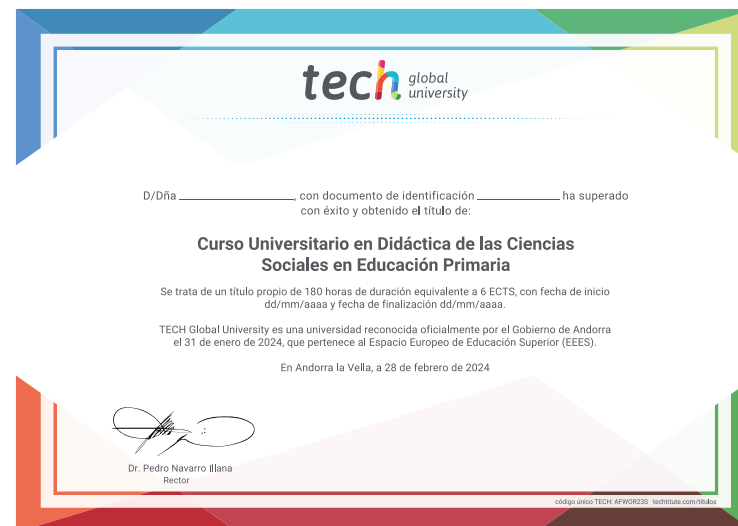 tech global university
D/Dña ____________________, con documento de identificación ______________ ha superado
con éxito y obtenido el título de:
Curso Universitario en Didáctica de las Ciencias
Sociales en Educación Primaria
Se trata de un título propio de 180 horas de duración equivalente a 6 ECTS, con fecha de inicio
dd/mm/aaaa y fecha de finalización dd/mm/aaaa.
TECH Global University es una universidad reconocida oficialmente por el Gobierno de Andorra
el 31 de enero de 2024, que pertenece al Espacio Europeo de Educación Superior (EEES).
En Andorra la Vella, a 28 de febrero de 2024
Dr. Pedro Navarro Illana
Rector
código único TECH: AFWOR23S techtitute.com/titulos